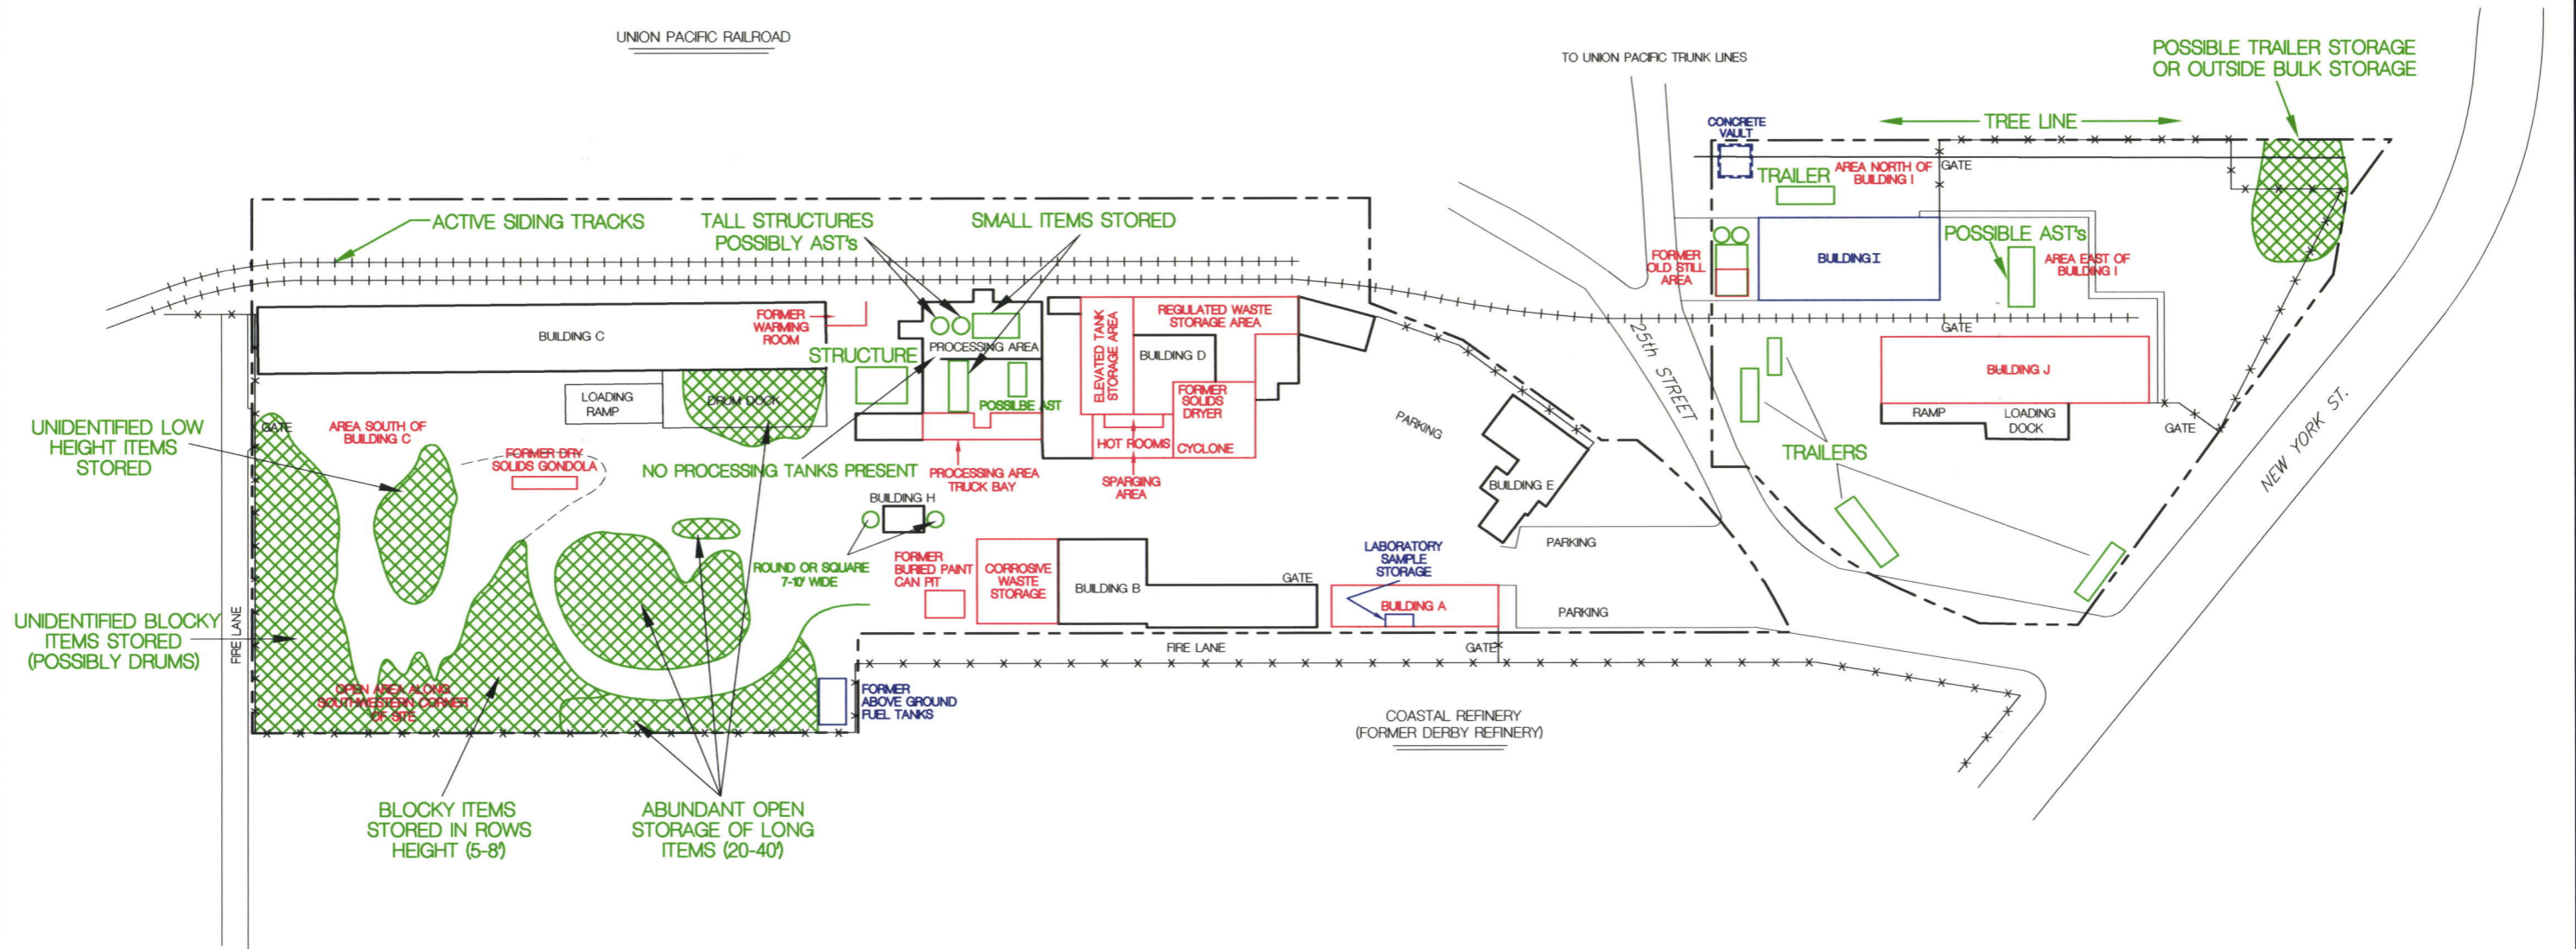 UNION PACIFIC RAILROAD
TO UNION PACIFIC TRUNK LINES
POSSIBLE TRAILER STORAGE
OR OUTSIDE BULK STORAGE
CONCRETE
VAULT
TREE LINE
TRAILER
AREA NORTH OF
BUILDING I
GATE
ACTIVE SIDING TRACKS
TALL STRUCTURES
POSSIBLY AST's
SMALL ITEMS STORED
FORMER
OLD STILL
AREA
BUILDING I
POSSIBLE AST's
AREA EAST OF
BUILDING I
BUILDING C
FORMER
WARMING
ROOM
STRUCTURE
PROCESSING AREA
ELEVATED TANK
STORAGE AREA
REGULATED WASTE
STORAGE AREA
BUILDING D
FORMER
SOLIDS
DRYER
25th STREET
GATE
BUILDING J
LOADING
RAMP
DRUM DOCK
POSSILBE AST
HOT ROOMS
CYCLONE
PARKING
RAMP
LOADING
DOCK
GATE
NEW YORK ST.
UNIDENTIFIED LOW
HEIGHT ITEMS
STORED
GATE
AREA SOUTH OF
BUILDING C
FORMER DRY
SOLIDS GONDOLA
NO PROCESSING TANKS PRESENT
PROCESSING AREA
TRUCK BAY
SPARGING
AREA
BUILDING E
TRAILERS
BUILDING H
ROUND OR SQUARE
7-10' WIDE
FORMER
BURIED PAINT
CAN PIT
CORROSIVE
WASTE
STORAGE
BUILDING B
GATE
LABORATORY
SAMPLE
STORAGE
BUILDING A
PARKING
PARKING
UNIDENTIFIED BLOCKY
ITEMS STORED
(POSSIBLY DRUMS)
FIRE LANE
FIRE LANE
GATE
OPEN AREA ALONG
SOUTHWESTERN CORNER
OF SITE
FORMER
ABOVE GROUND
FUEL TANKS
COASTAL REFINERY
(FORMER DERBY REFINERY)
BLOCKY ITEMS
STORED IN ROWS
HEIGHT (5-8')
ABUNDANT OPEN
STORAGE OF LONG
ITEMS (20-40')